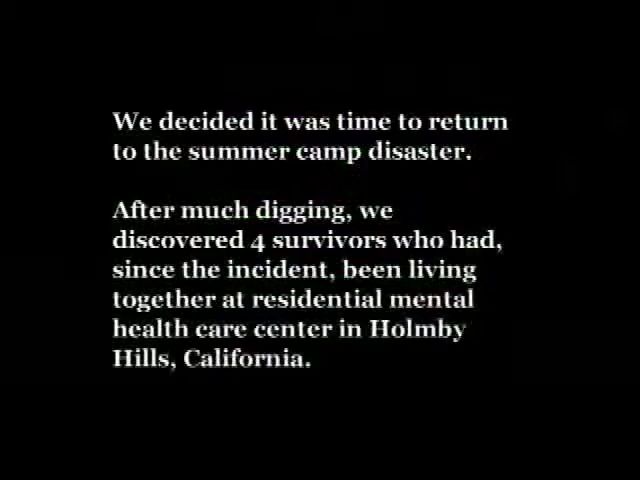 We decided it was time to return
to the summer camp disaster.
After much digging, we
discovered 4 survivors who had,
since the incident, been living
together at residential mental
health care center in Holmby
Hills, California.